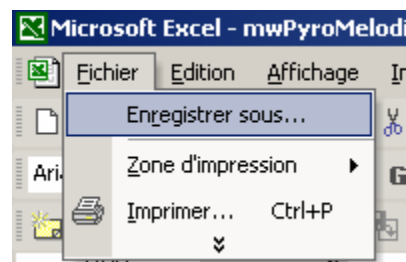 Microsoft Excel - mwPyroMelodi
Fichier Edition Affichage
Enregistrer sous...
Zone d'impression
Imprimer... Ctrl+P